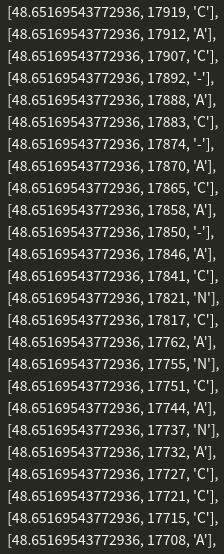 [48.65169543772936, 17919, 'C'],
[48.65169543772936, 17912, 'A'],
[48.65169543772936, 17907, 'C'],
[48.65169543772936, 17892, '-'],
[48.65169543772936, 17888, 'A'],
[48.65169543772936, 17883, 'C'],
[48.65169543772936, 17874, '-'],
[48.65169543772936, 17870, 'A'],
[48.65169543772936, 17865, 'C'],
[48.65169543772936, 17858, 'A'],
[48.65169543772936, 17850, '-'],
[48.65169543772936, 17846, 'A'],
[48.65169543772936, 17841, 'C'],
[48.65169543772936, 17821, 'N'],
[48.65169543772936, 17817, 'C'],
[48.65169543772936, 17762, 'A'],
[48.65169543772936, 17755, 'N'],
[48.65169543772936, 17751, 'C'],
[48.65169543772936, 17744, 'A'],
[48.65169543772936, 17737, 'N'],
[48.65169543772936, 17732, 'A'],
[48.65169543772936, 17727, 'C'],
[48.65169543772936, 17721, 'C'],
[48.65169543772936, 17715, 'C'],
[48.65169543772936, 17708, 'A'],